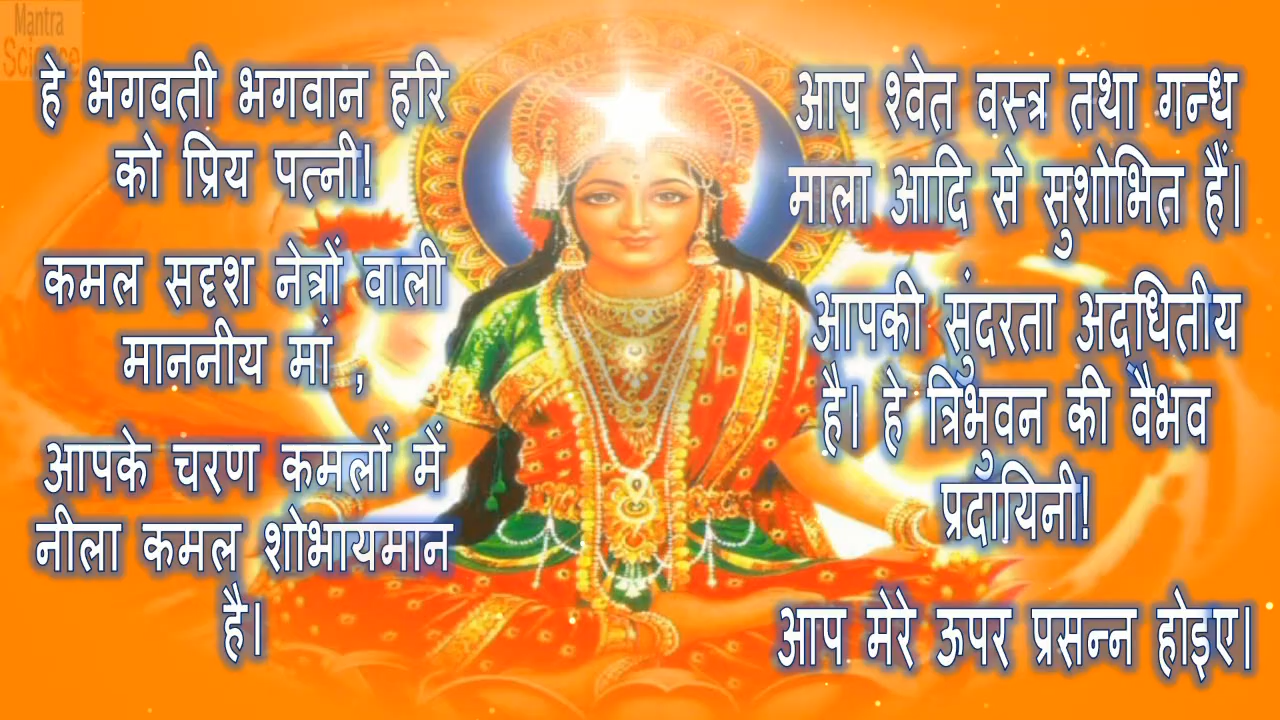 Mantra
Science
हे भगवती भगवान हरि
को प्रिय पत्नी!
कमल सदृश नेत्रों वाली
माननीय मां ,
आपके चरण कमलों में
नीला कमल शोभायमान
है।
आप श्वेत वस्त्र तथा गन्ध
माला आदि से सुशोभित हैं।
आपकी सुंदरता अद्धितीय
है। हे त्रिभुवन की वैभव
प्रदायिनी!
आप मेरे ऊपर प्रसन्न होइए।